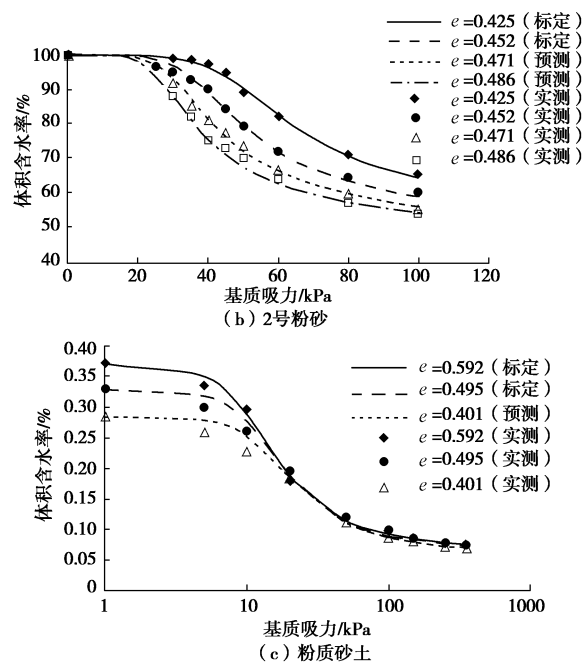 e=0.425（标定）
e=0.452（标定）
e=0.471（预测）
e=0.486（预测）
e=0.425（实测）
e=0.452（实测）
e=0.471（实测）
e=0.486（实测）
体积含水率/%
100
90
80
70
60
50
40
0 20 40 60 80 100 120
基质吸力/kPa
（b）2号粉砂
e=0.592（标定）
e=0.495（标定）
e=0.401（预测）
e=0.592（实测）
e=0.495（实测）
e=0.401（实测）
体积含水率/%
0.40
0.35
0.30
0.25
0.20
0.15
0.10
0.05
0
1 10 100 1000
基质吸力/kPa
（c）粉质砂土